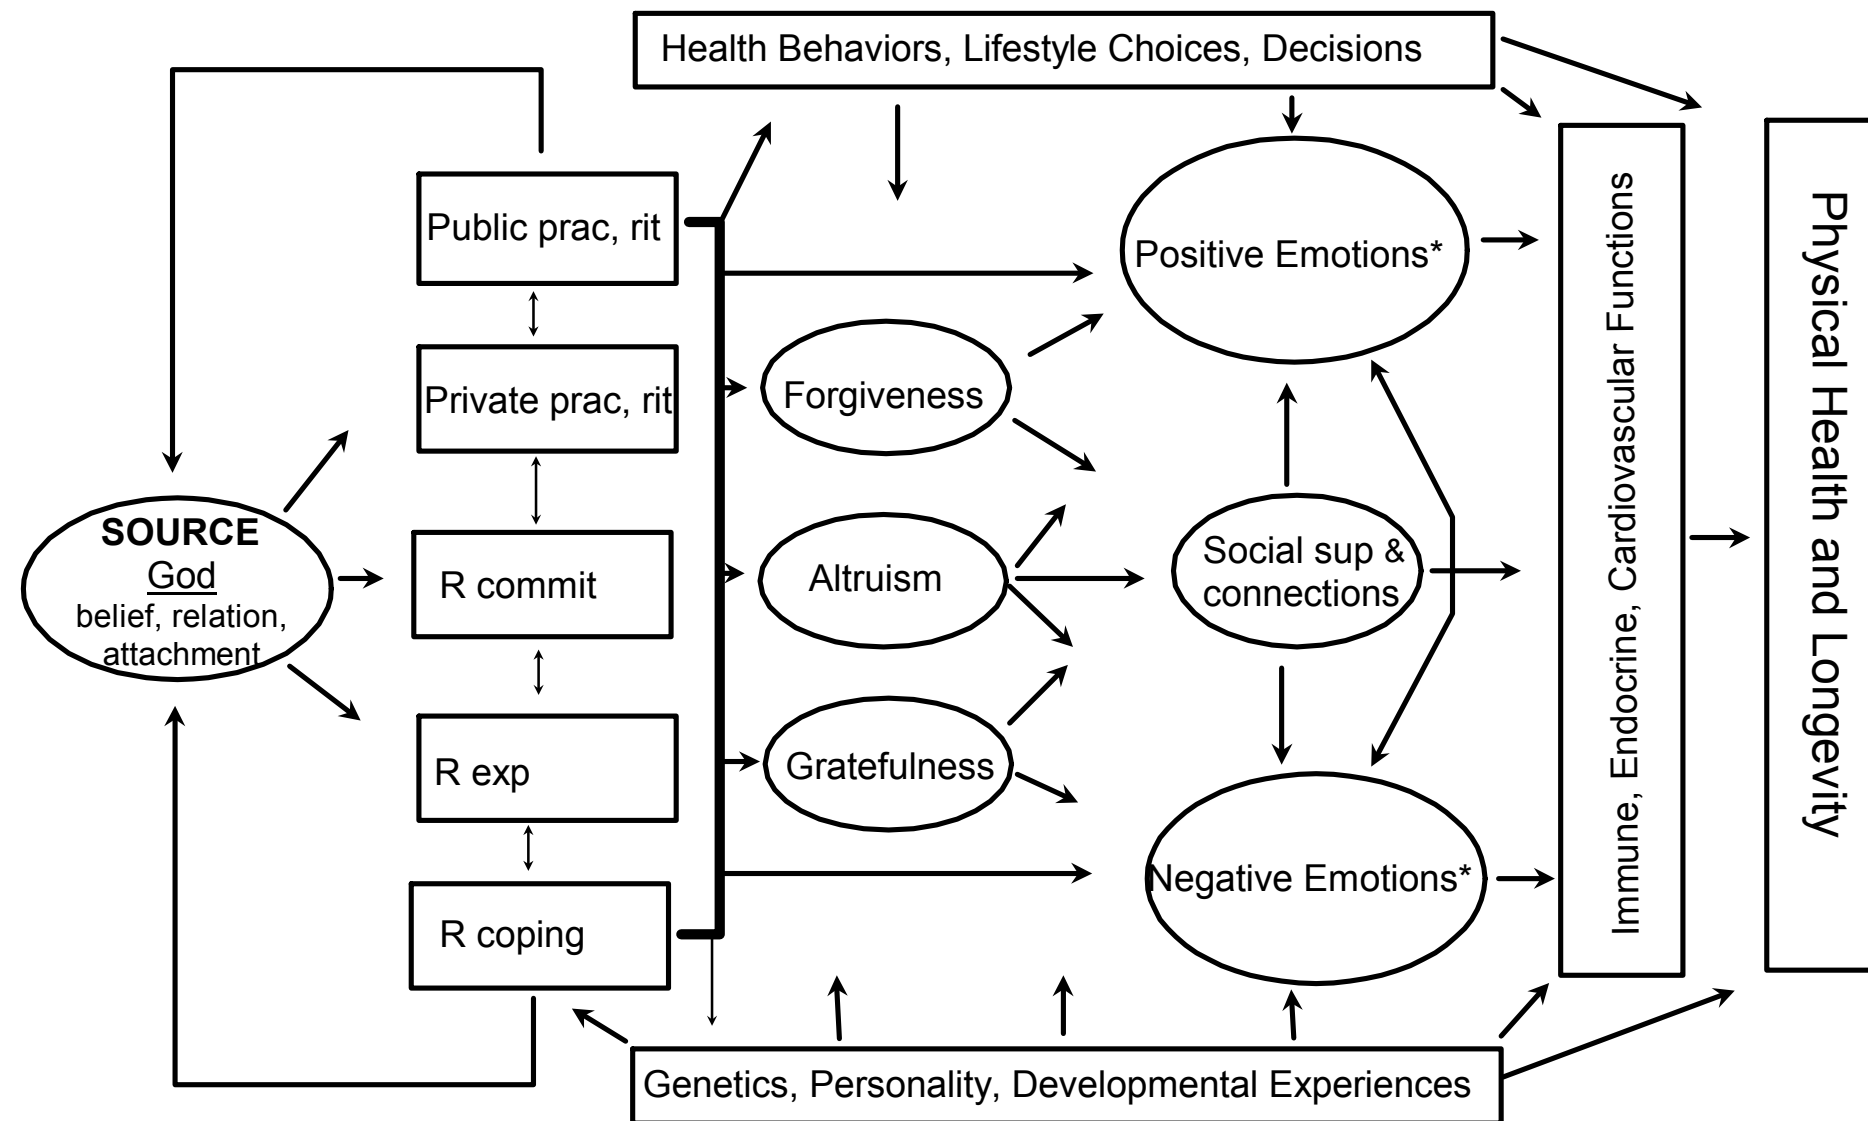 Health Behaviors, Lifestyle Choices, Decisions
Public prac, rit
Private prac, rit
R commit
R exp
R coping
SOURCE
God
belief, relation,
attachment
Forgiveness
Altruism
Gratefulness
Positive Emotions*
Social sup &
connections
Negative Emotions*
Immune, Endocrine, Cardiovascular Functions
Physical Health and Longevity
Genetics, Personality, Developmental Experiences